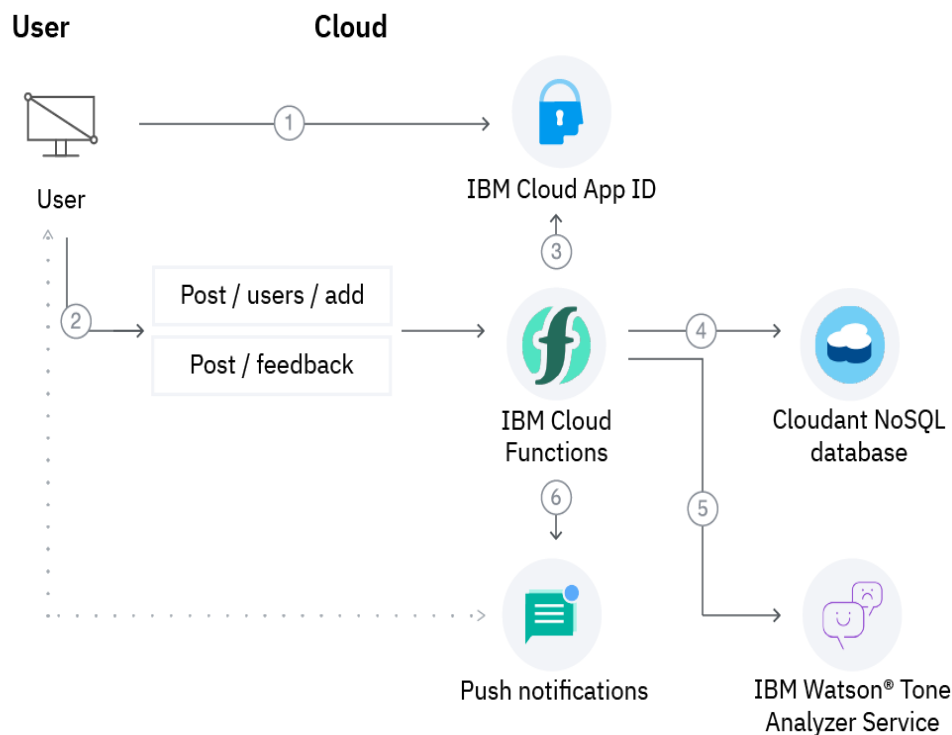 User
Cloud
1
User
IBM Cloud App ID
3
2
Post / users / add
Post / feedback
4
IBM Cloud
Functions
Cloudant NoSQL
database
6
5
Push notifications
IBM Watson® Tone
Analyzer Service